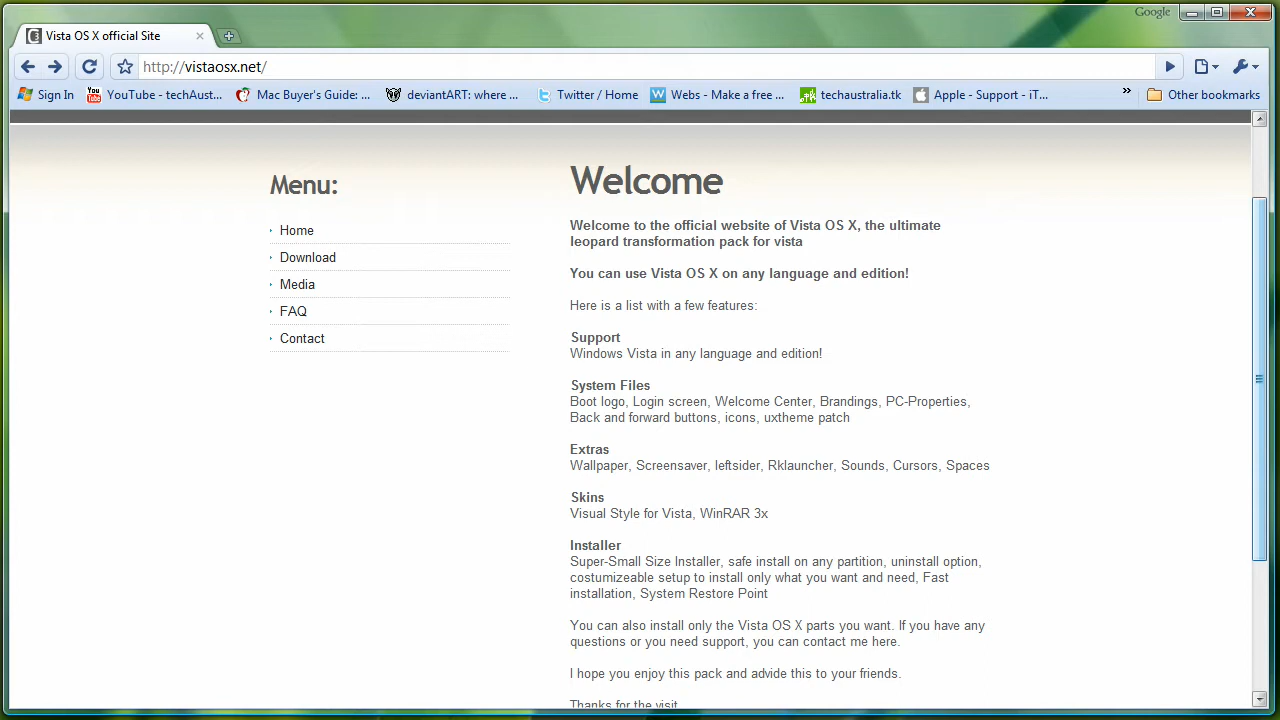 Google
Vista OS X official Site
http://vistaosx.net/
Sign In
YouTube - techAust...
Mac Buyer's Guide: ...
deviantART: where ...
Twitter / Home
Webs - Make a free ...
techaustralia.tk
Apple - Support - iT...
»
Other bookmarks
Menu:
Home
Download
Media
FAQ
Contact
Welcome
Welcome to the official website of Vista OS X, the ultimate
leopard transformation pack for vista
You can use Vista OS X on any language and edition!
Here is a list with a few features:
Support
Windows Vista in any language and edition!
System Files
Boot logo, Login screen, Welcome Center, Brandings, PC-Properties,
Back and forward buttons, icons, uxtheme patch
Extras
Wallpaper, Screensaver, leftsider, Rklauncher, Sounds, Cursors, Spaces
Skins
Visual Style for Vista, WinRAR 3x
Installer
Super-Small Size Installer, safe install on any partition, uninstall option,
costumizeable setup to install only what you want and need, Fast
installation, System Restore Point
You can also install only the Vista OS X parts you want. If you have any
questions or you need support, you can contact me here.
I hope you enjoy this pack and advide this to your friends.
Thanks for the visit